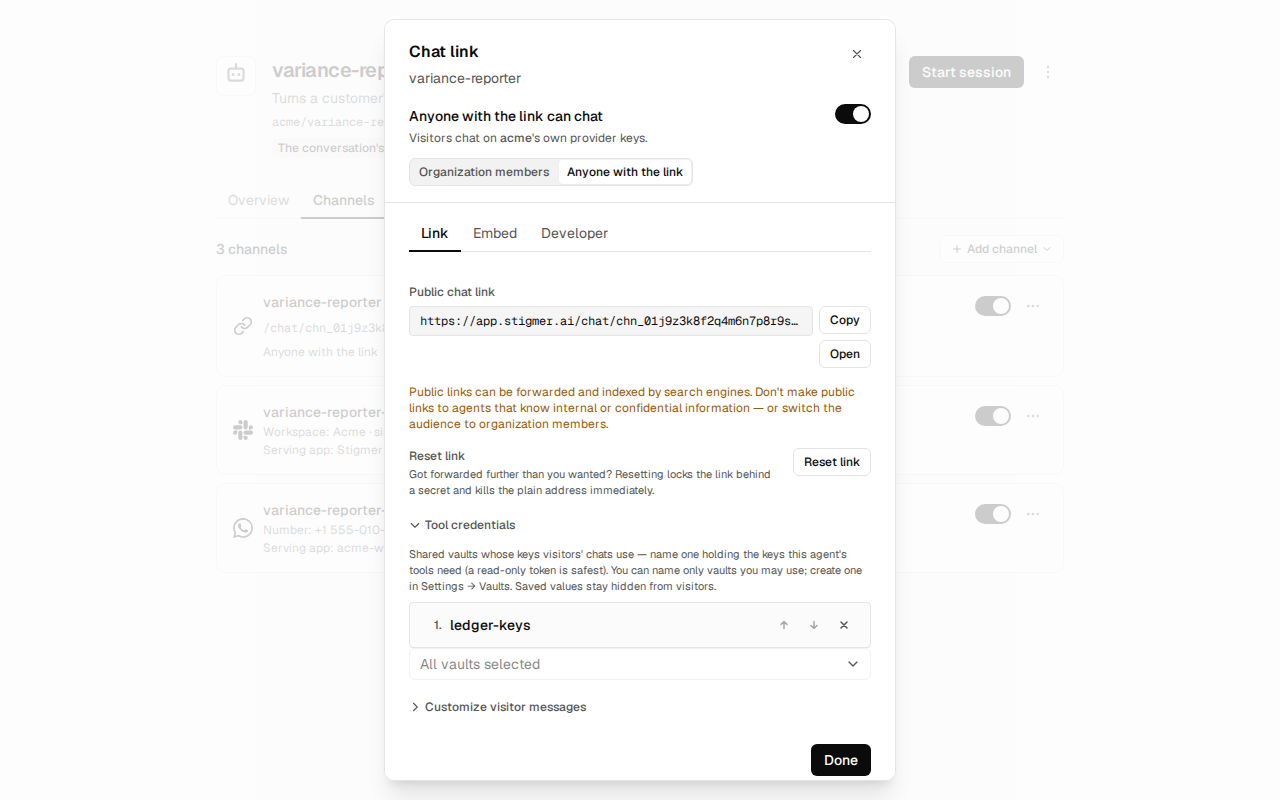 Chat link
variance-reporter
Anyone with the link can chat
Visitors chat on acme's own provider keys.
Organization members
Anyone with the link
Link
Embed
Developer
Public chat link
https://app.stigmer.ai/chat/chn_01j9z3k8f2q4m6n7p8r9s…
Copy
Open
Public links can be forwarded and indexed by search engines. Don't make public
links to agents that know internal or confidential information — or switch the
audience to organization members.
Reset link
Got forwarded further than you wanted? Resetting locks the link behind
a secret and kills the plain address immediately.
Reset link
Tool credentials
Shared vaults whose keys visitors' chats use — name one holding the keys this agent's
tools need (a read-only token is safest). You can name only vaults you may use; create one
in Settings → Vaults. Saved values stay hidden from visitors.
1. ledger-keys
All vaults selected
Customize visitor messages
Done
variance-rep
Turns a customer
acme/variance-re
The conversation's
Start session
Overview
Channels
3 channels
+ Add channel
variance-reporter
/chat/chn_01j9z3k8
Anyone with the link
variance-reporter-
Workspace: Acme · si
Serving app: Stigmer
variance-reporter-
Number: +1 555-010-
Serving app: acme-w